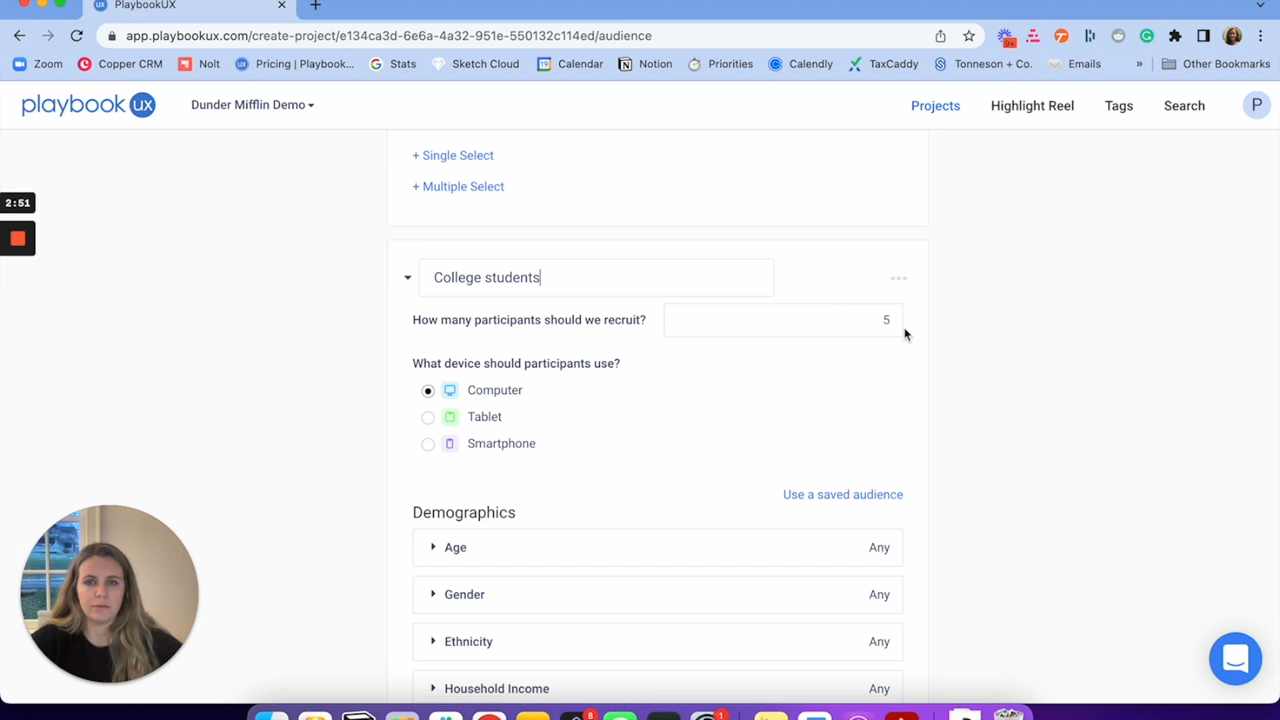 PlaybookUX
app.playbookux.com/create-project/e134ca3d-6e6a-4a32-951e-550132c114ed/audience
9+
Zoom
Copper CRM
Nolt
Pricing | Playbook...
Stats
Sketch Cloud
Calendar
Notion
Priorities
Calendly
TaxCaddy
Tonneson + Co.
Emails
»
Other Bookmarks
playbook ux
Dunder Mifflin Demo
Projects
Highlight Reel
Tags
Search
P
+ Single Select
+ Multiple Select
2:51
College students
How many participants should we recruit?
5
What device should participants use?
Computer
Tablet
Smartphone
Use a saved audience
Demographics
Age
Any
Gender
Any
Ethnicity
Any
Household Income
Any
8
1